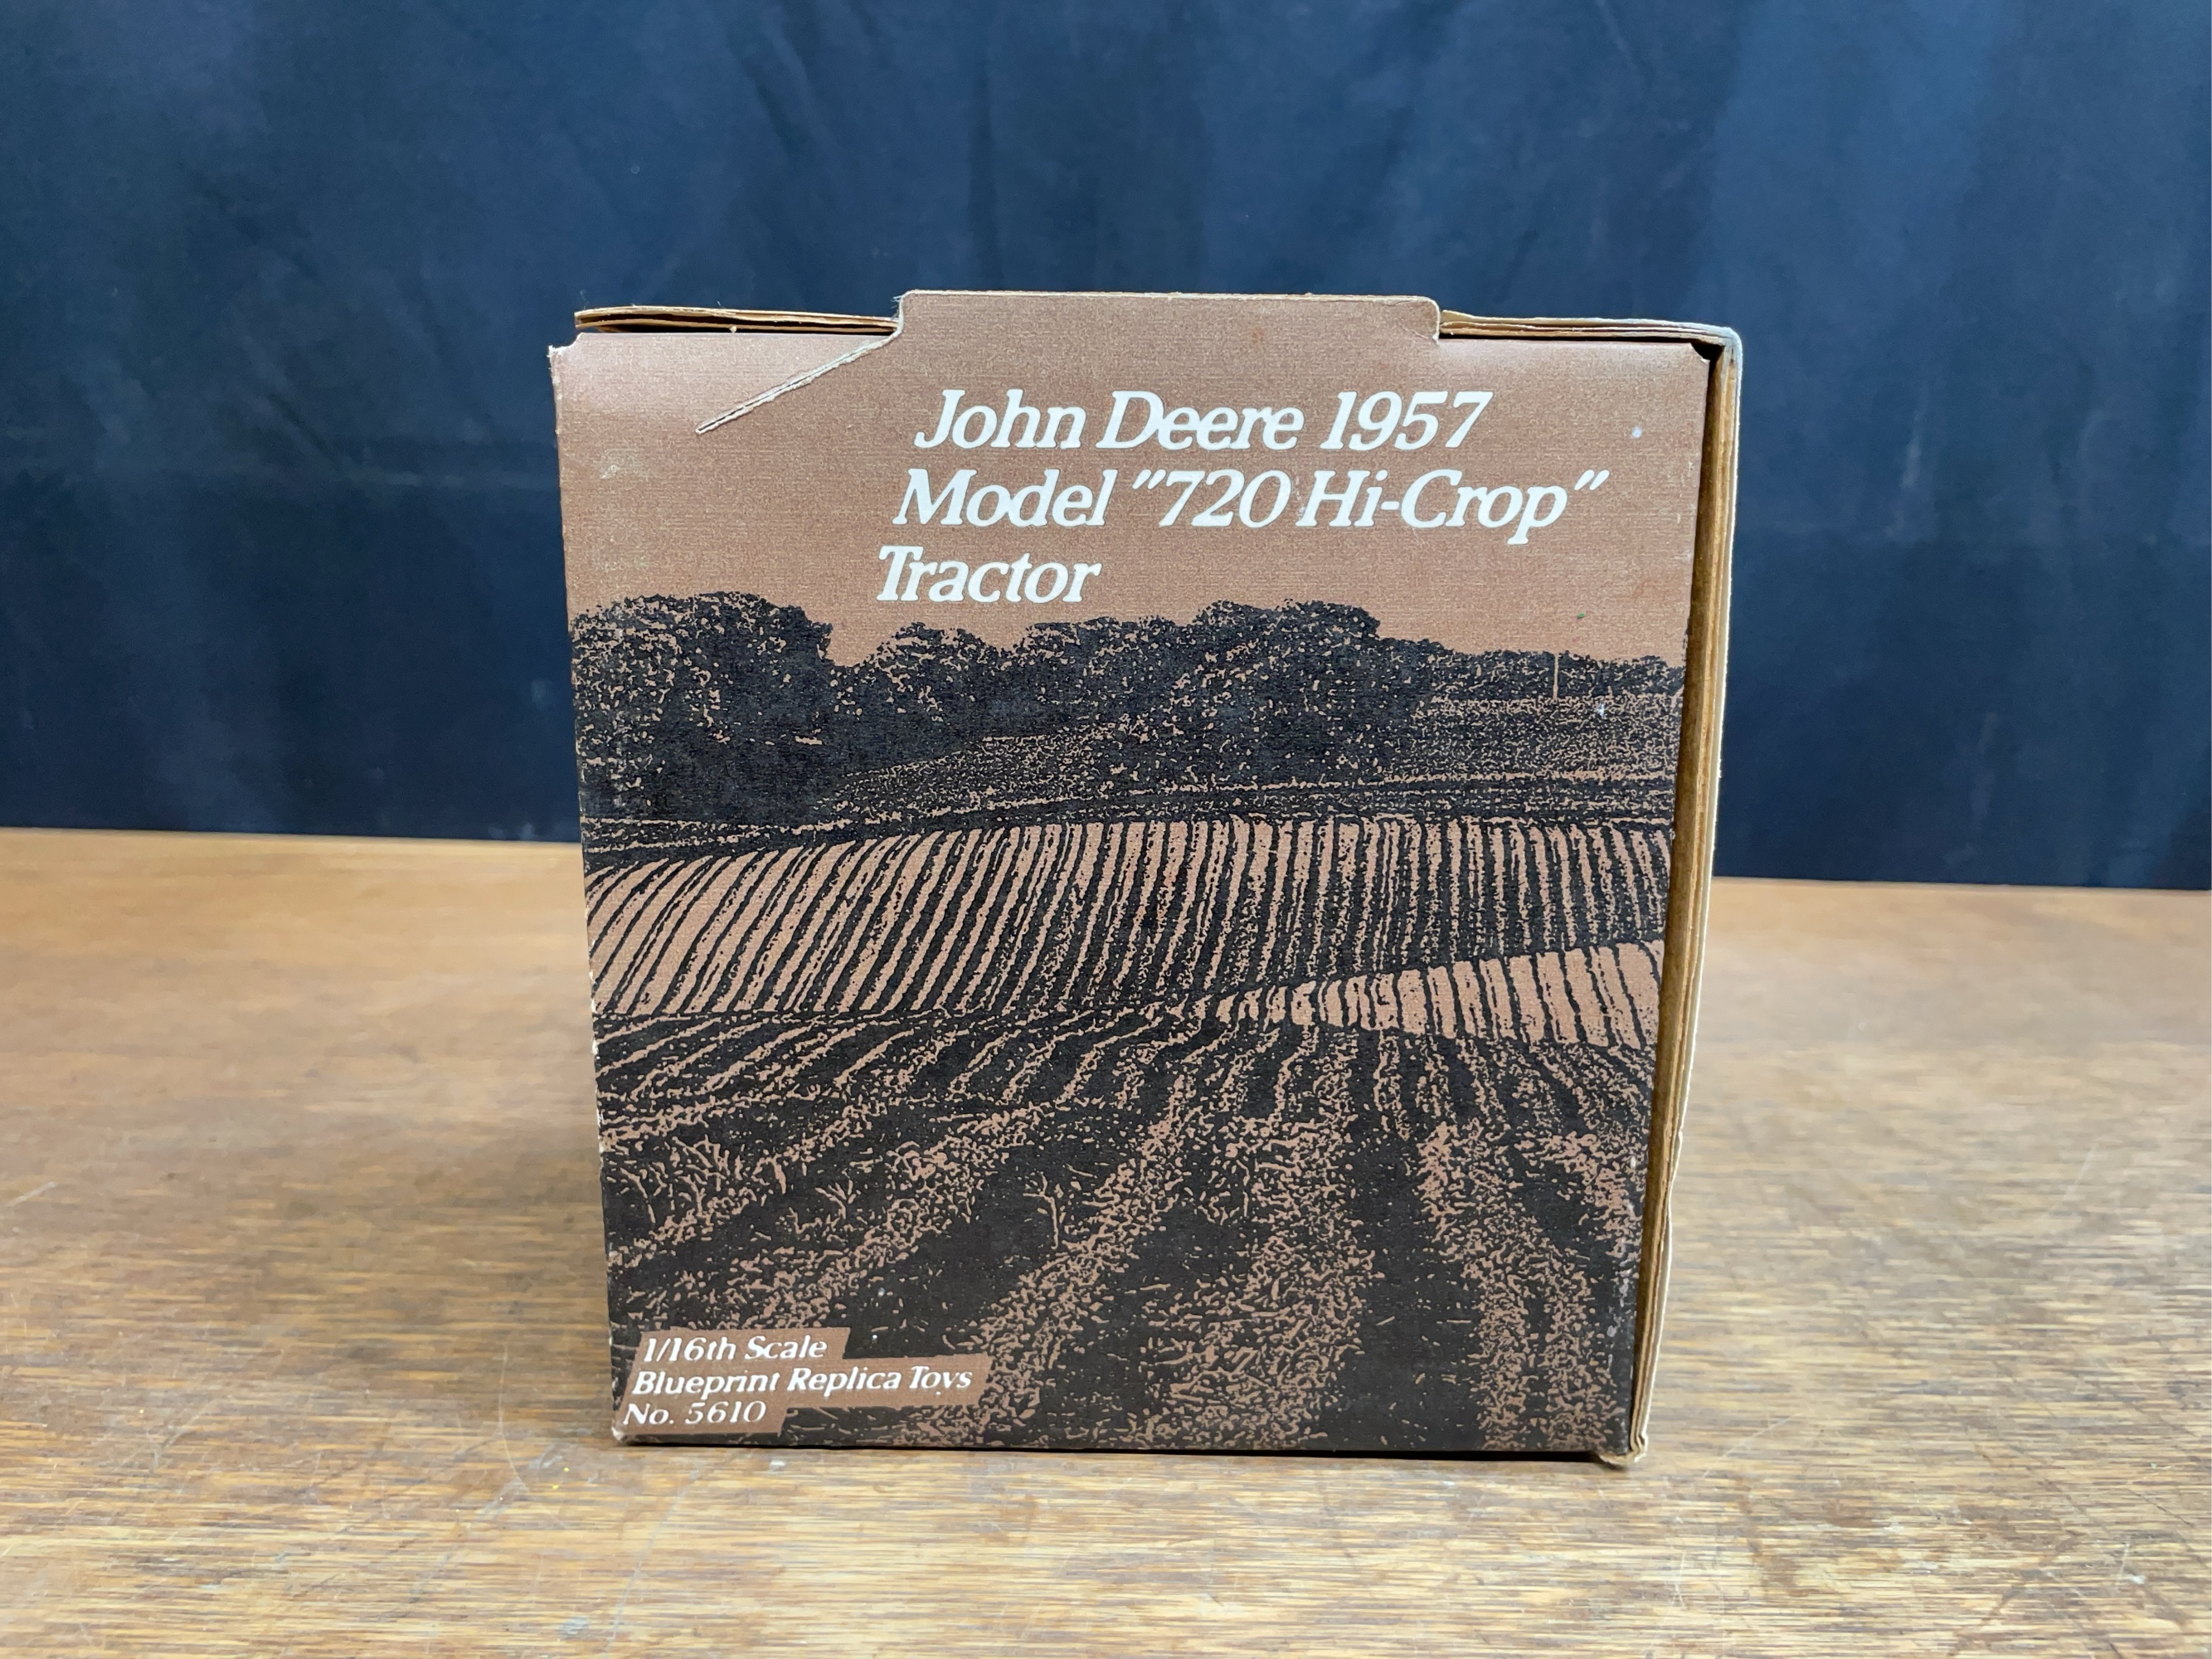 John Deere 1957
Model "720 Hi-Crop"
Tractor
1/16th Scale
Blueprint Replica Toys
No. 5610